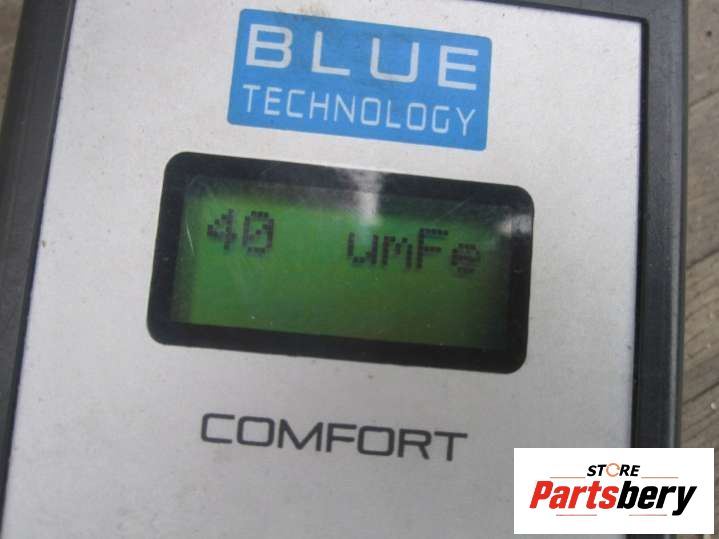 BLUE
TECHNOLOGY
40 umFe
COMFORT
STORE
Partsbery